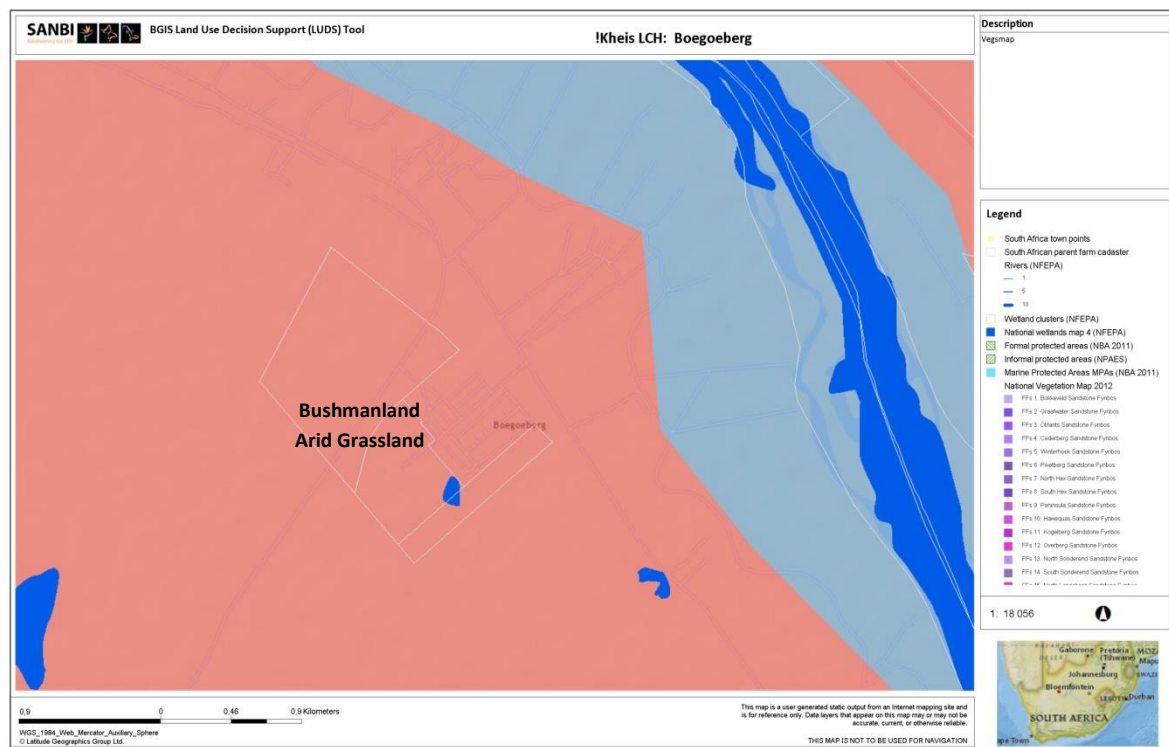 SANBI
Biodiversity for Life
BGIS Land Use Decision Support (LUDS) Tool
!Kheis LCH: Boegoeberg
Description
Vegsmap
Bushmanland
Arid Grassland
Boegoeberg
Legend
South Africa town points
South African parent farm cadaster
Rivers (NFEPA)
1
5
10
Wetland clusters (NFEPA)
National wetlands map 4 (NFEPA)
Formal protected areas (NBA 2011)
Informal protected areas (NPAES)
Marine Protected Areas MPAs (NBA 2011)
National Vegetation Map 2012
FFs 1 Bokkeveld Sandstone Fynbos
FFs 2 Graafwater Sandstone Fynbos
FFs 3 Olifants Sandstone Fynbos
FFs 4 Cederberg Sandstone Fynbos
FFs 5 Winterhoek Sandstone Fynbos
FFs 6 Piketberg Sandstone Fynbos
FFs 7 North Hex Sandstone Fynbos
FFs 8 South Hex Sandstone Fynbos
FFs 9 Peninsula Sandstone Fynbos
FFs 10 Hawequas Sandstone Fynbos
FFs 11 Kogelberg Sandstone Fynbos
FFs 12 Overberg Sandstone Fynbos
FFs 13 North Sonderend Sandstone Fynbos
FFs 14 South Sonderend Sandstone Fynbos
1: 18 056
0,9 0 0,46 0,9 Kilometers
WGS_1984_Web_Mercator_Auxiliary_Sphere
© Latitude Geographics Group Ltd.
This map is a user generated static output from an Internet mapping site and
is for reference only. Data layers that appear on this map may or may not be
accurate, current, or otherwise reliable.
THIS MAP IS NOT TO BE USED FOR NAVIGATION
Gaborone
Pretoria
(Tshwane)
MOZ
Mapu
Johannesburg
SWAZI
Bloemfontein
LESOTHO
Durban
SOUTH AFRICA
ape Town